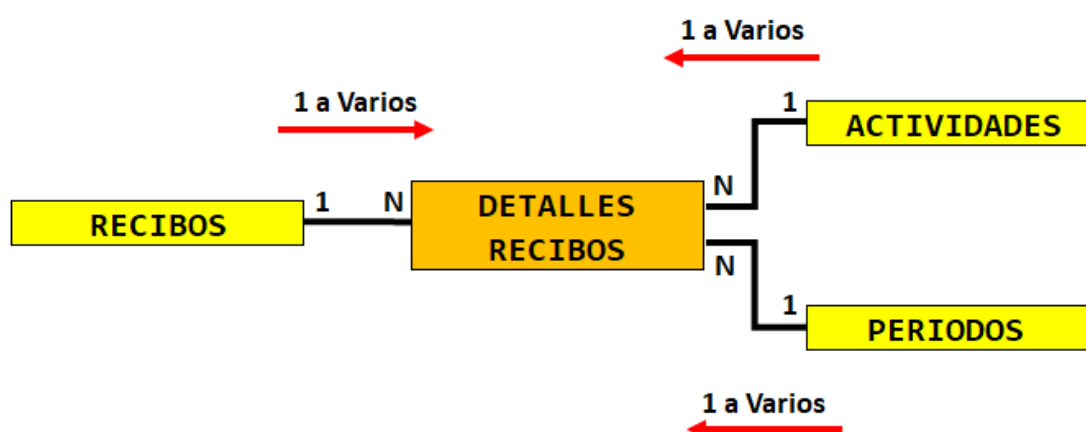 1 a Varios
1 a Varios
1
ACTIVIDADES
N
1
N
DETALLES
RECIBOS
RECIBOS
N
1
PERIODOS
1 a Varios